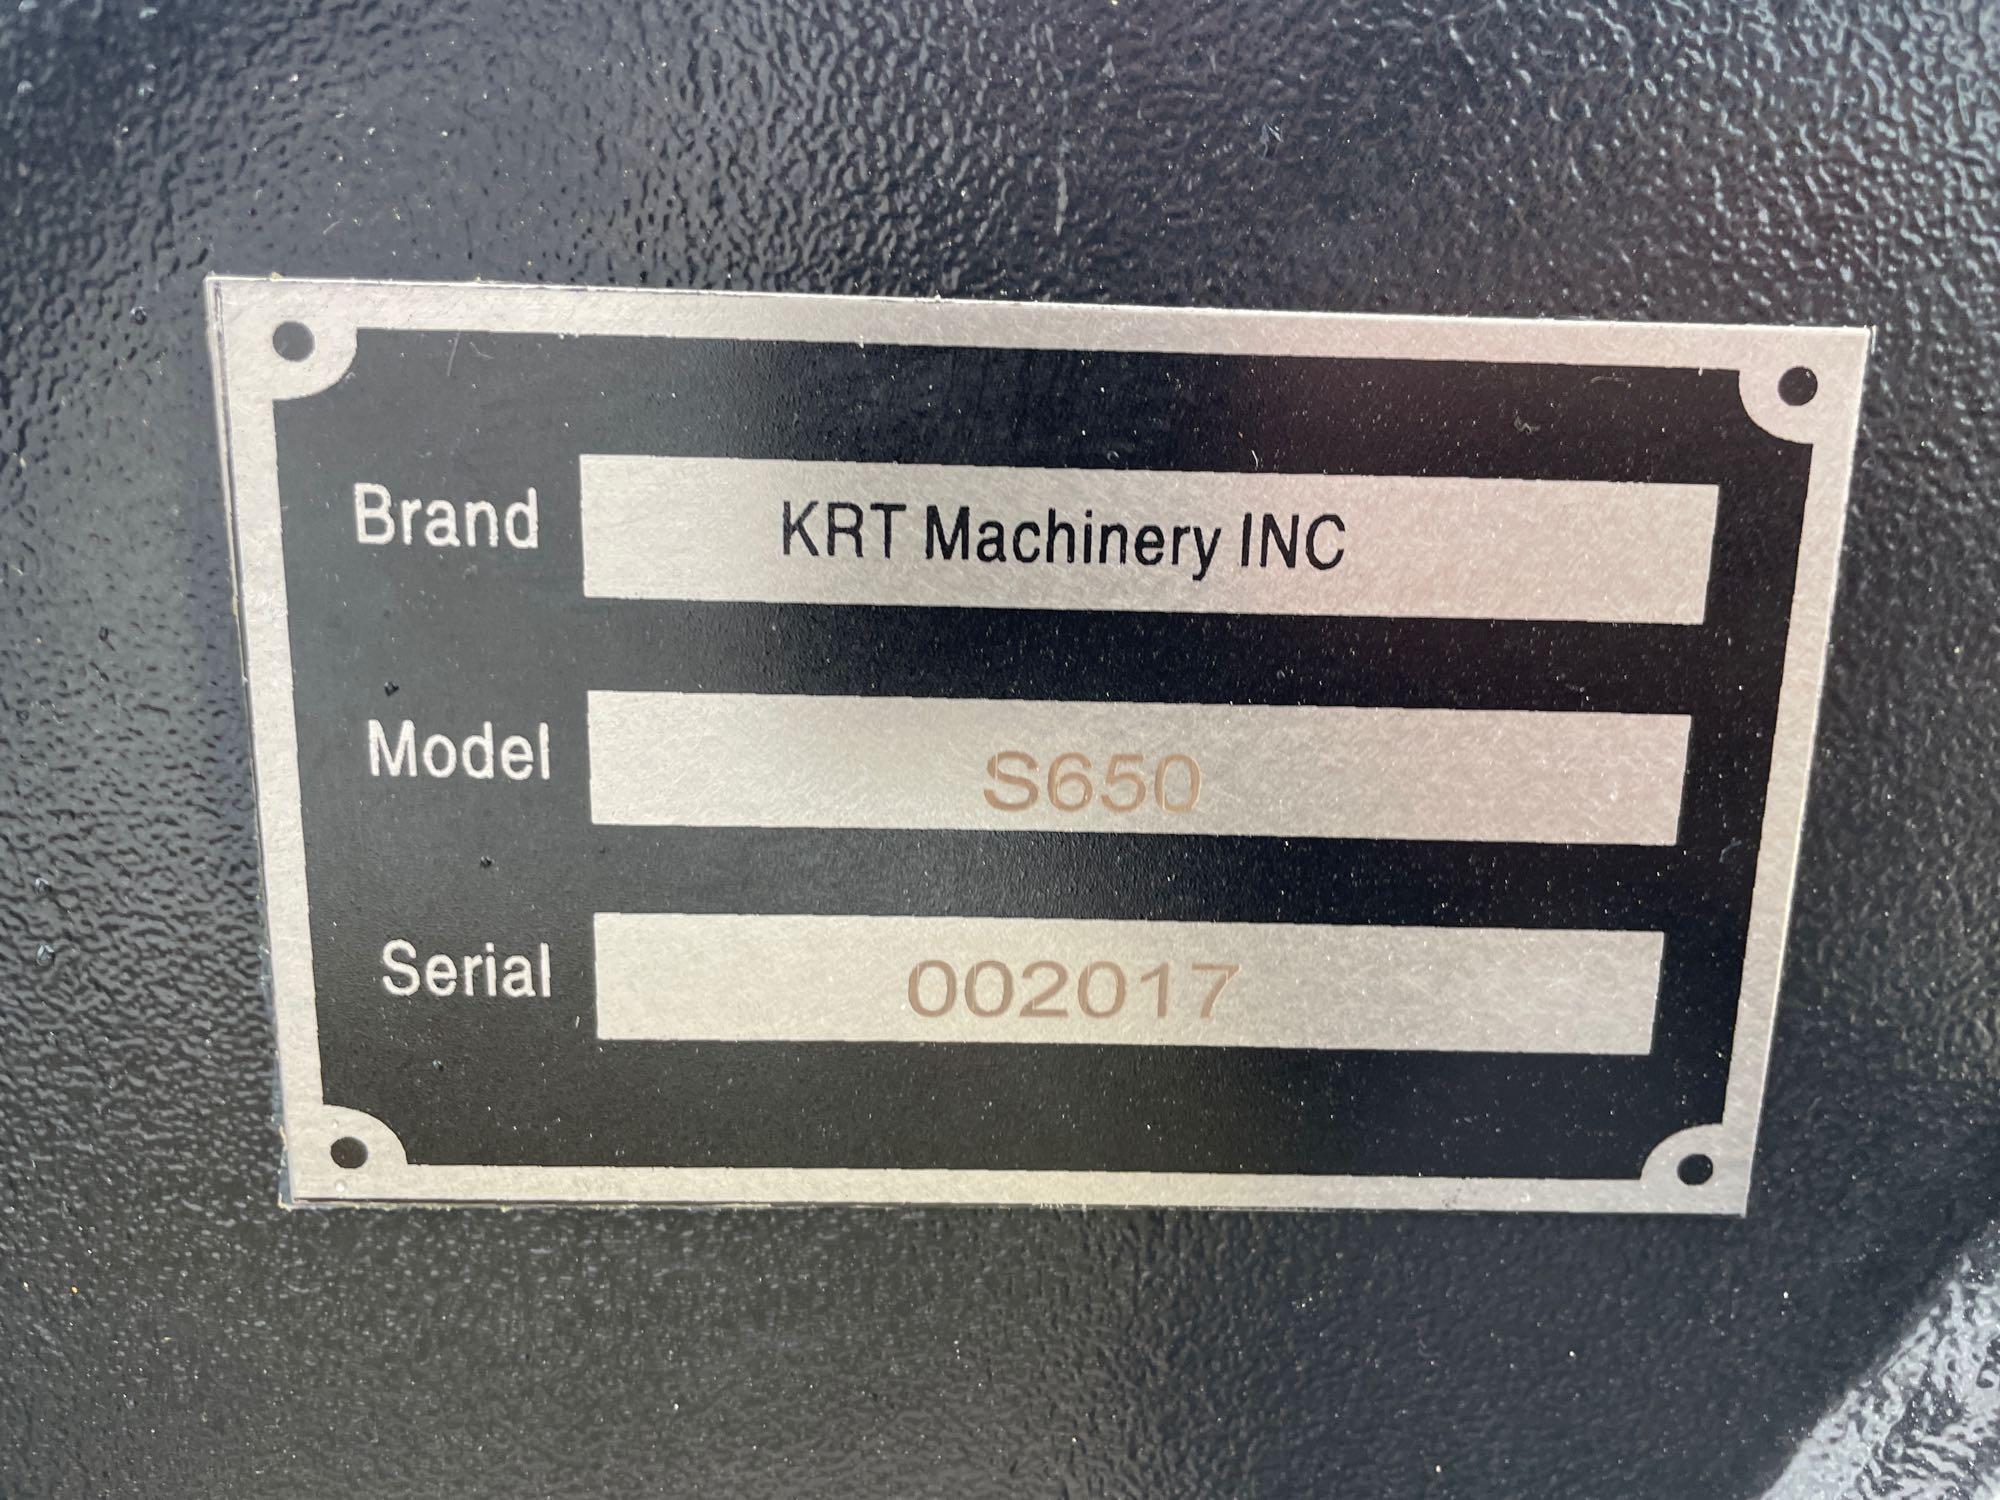 Brand KRT Machinery INC
Model S650
Serial 002017